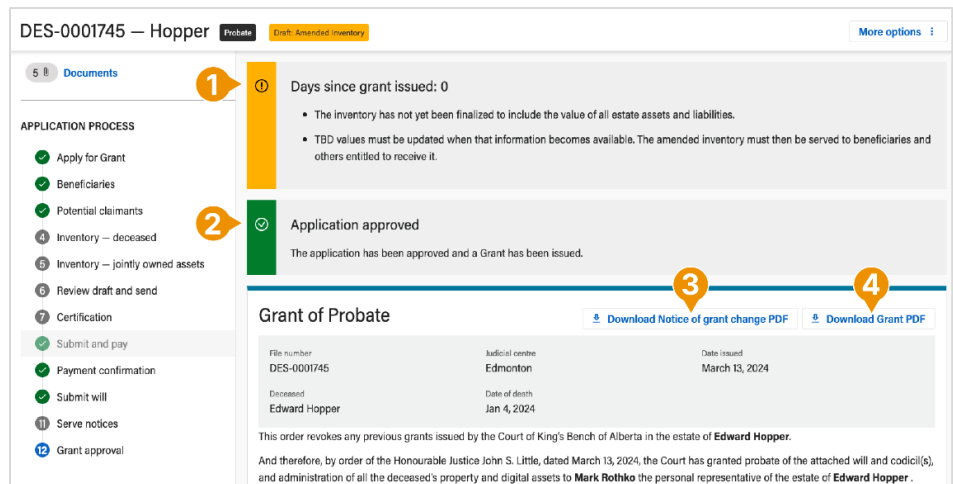 DES-0001745 — Hopper Probate Draft: Amended Inventory More options
5 Documents
APPLICATION PROCESS
Apply for Grant
Beneficiaries
Potential claimants
4 Inventory — deceased
5 Inventory — jointly owned assets
6 Review draft and send
7 Certification
Submit and pay
Payment confirmation
Submit will
11 Serve notices
12 Grant approval
1
Days since grant issued: 0
• The inventory has not yet been finalized to include the value of all estate assets and liabilities.
• TBD values must be updated when that information becomes available. The amended inventory must then be served to beneficiaries and
others entitled to receive it.
2
Application approved
The application has been approved and a Grant has been issued.
3 4
Grant of Probate Download Notice of grant change PDF Download Grant PDF
File number Judicial centre Date issued
DES-0001745 Edmonton March 13, 2024
Deceased Date of death
Edward Hopper Jan 4, 2024
This order revokes any previous grants issued by the Court of King's Bench of Alberta in the estate of Edward Hopper.
And therefore, by order of the Honourable Justice John S. Little, dated March 13, 2024, the Court has granted probate of the attached will and codicil(s),
and administration of all the deceased's property and digital assets to Mark Rothko the personal representative of the estate of Edward Hopper .